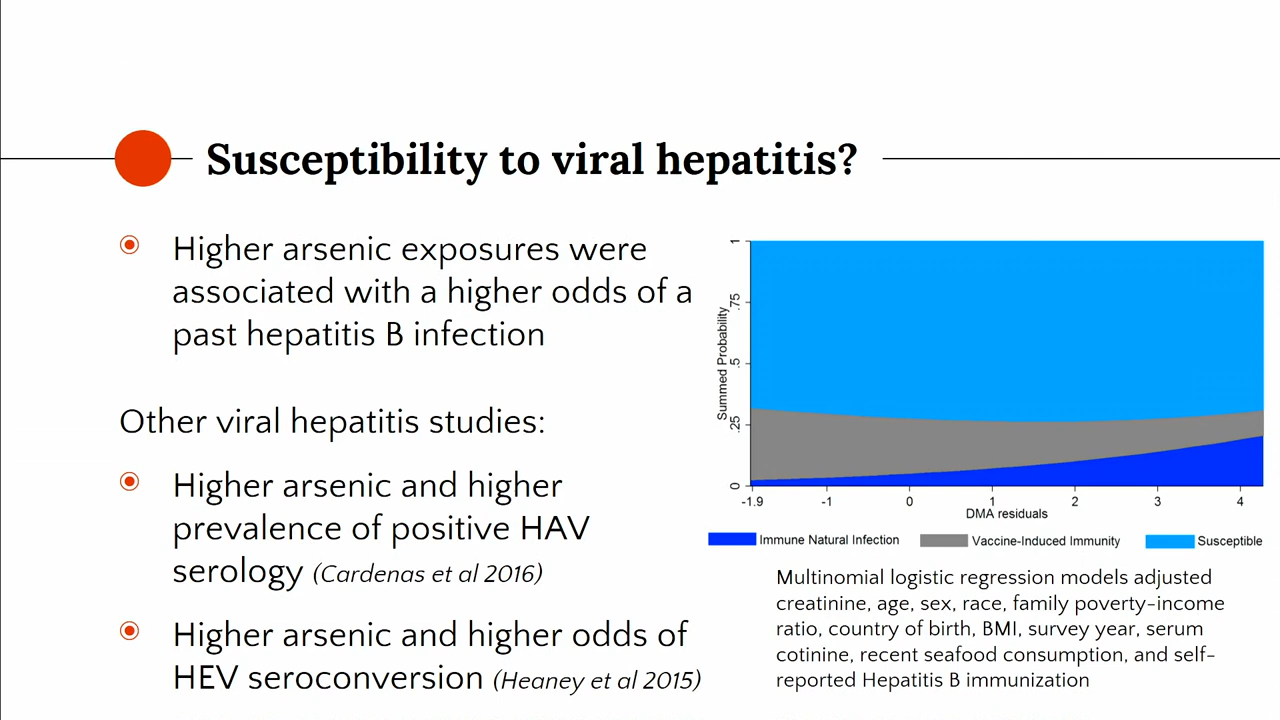 Susceptibility to viral hepatitis?
Higher arsenic exposures were
associated with a higher odds of a
past hepatitis B infection
Other viral hepatitis studies:
Higher arsenic and higher
prevalence of positive HAV
serology (Cardenas et al 2016)
Higher arsenic and higher odds of
HEV seroconversion (Heaney et al 2015)
Summed Probability
1
.75
.5
.25
0
-1.9 -1 0 1 2 3 4
DMA residuals
Immune Natural Infection Vaccine-Induced Immunity Susceptible
Multinomial logistic regression models adjusted
creatinine, age, sex, race, family poverty-income
ratio, country of birth, BMI, survey year, serum
cotinine, recent seafood consumption, and self-
reported Hepatitis B immunization